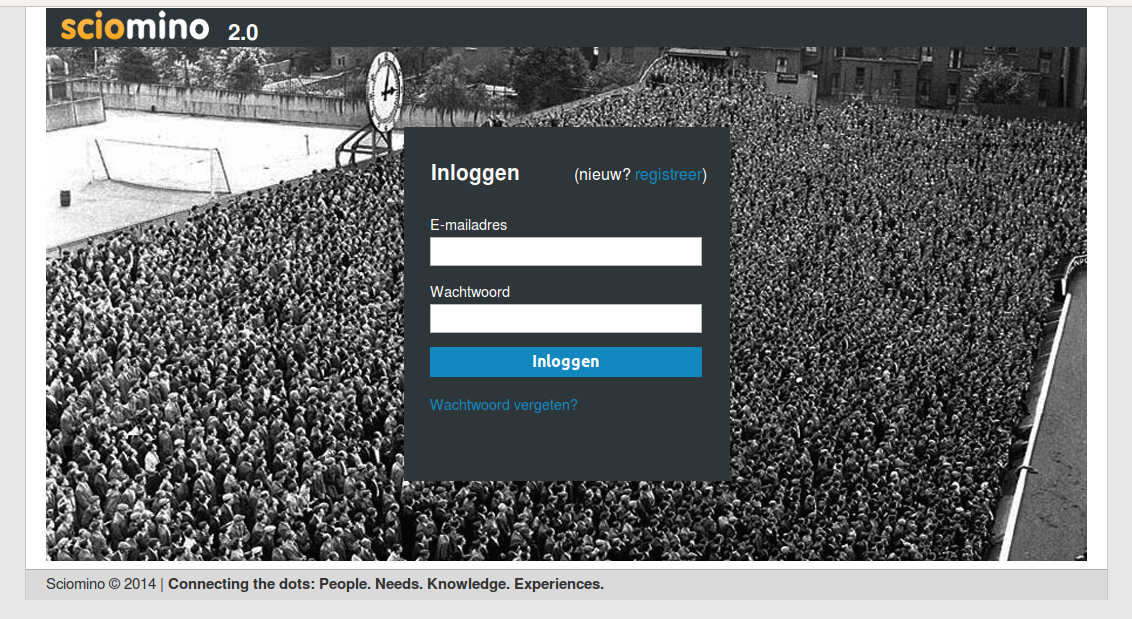 sciomino 2.0
Inloggen (nieuw? registreer)
E-mailadres
Wachtwoord
Inloggen
Wachtwoord vergeten?
Sciomino © 2014 | Connecting the dots: People. Needs. Knowledge. Experiences.